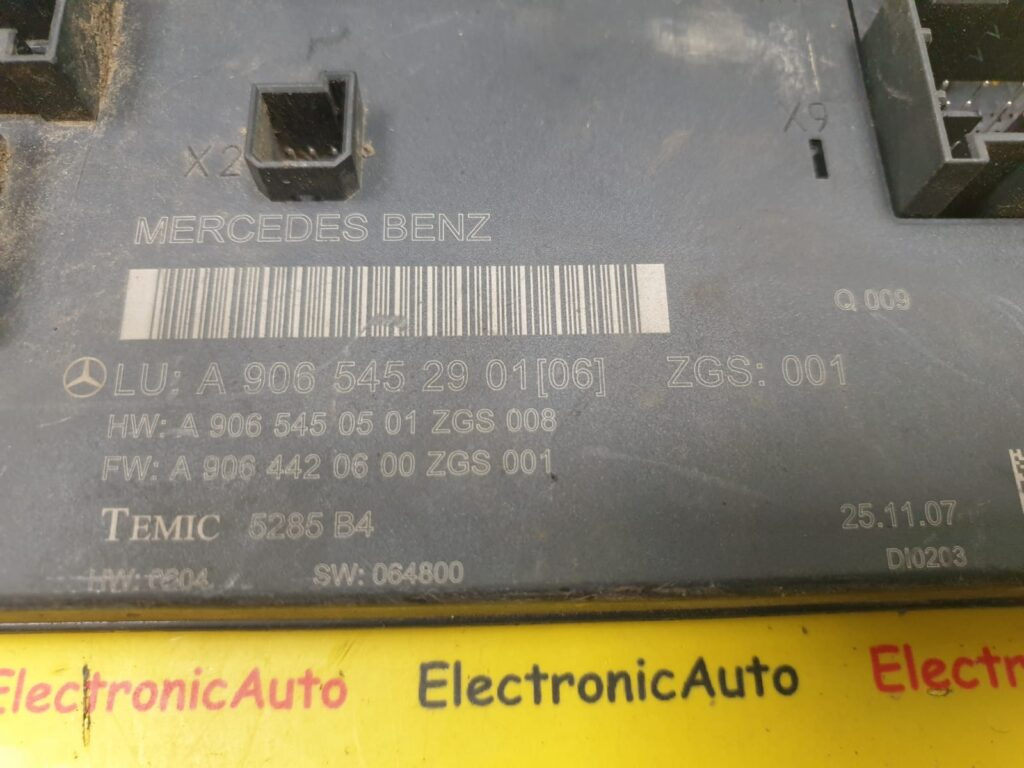 X9
X2
MERCEDES BENZ
Q 009
LU: A 906 545 29 01[06] ZGS: 001
HW: A 906 545 05 01 ZGS 008
FW: A 906 442 06 00 ZGS 001
TEMIC 5285 B4
25.11.07
DI0203
SW: 064800
ElectronicAuto ElectronicAuto